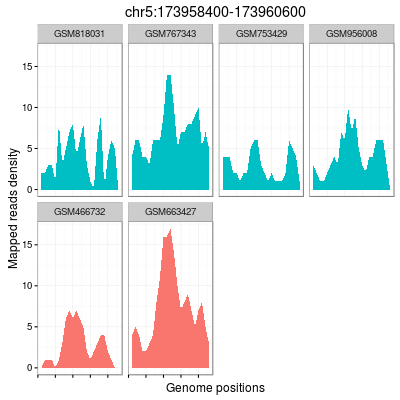 chr5:173958400-173960600
GSM818031 GSM767343 GSM753429 GSM956008
15
10
5
0
GSM466732 GSM663427
15
10
5
0
Mapped reads density
Genome positions